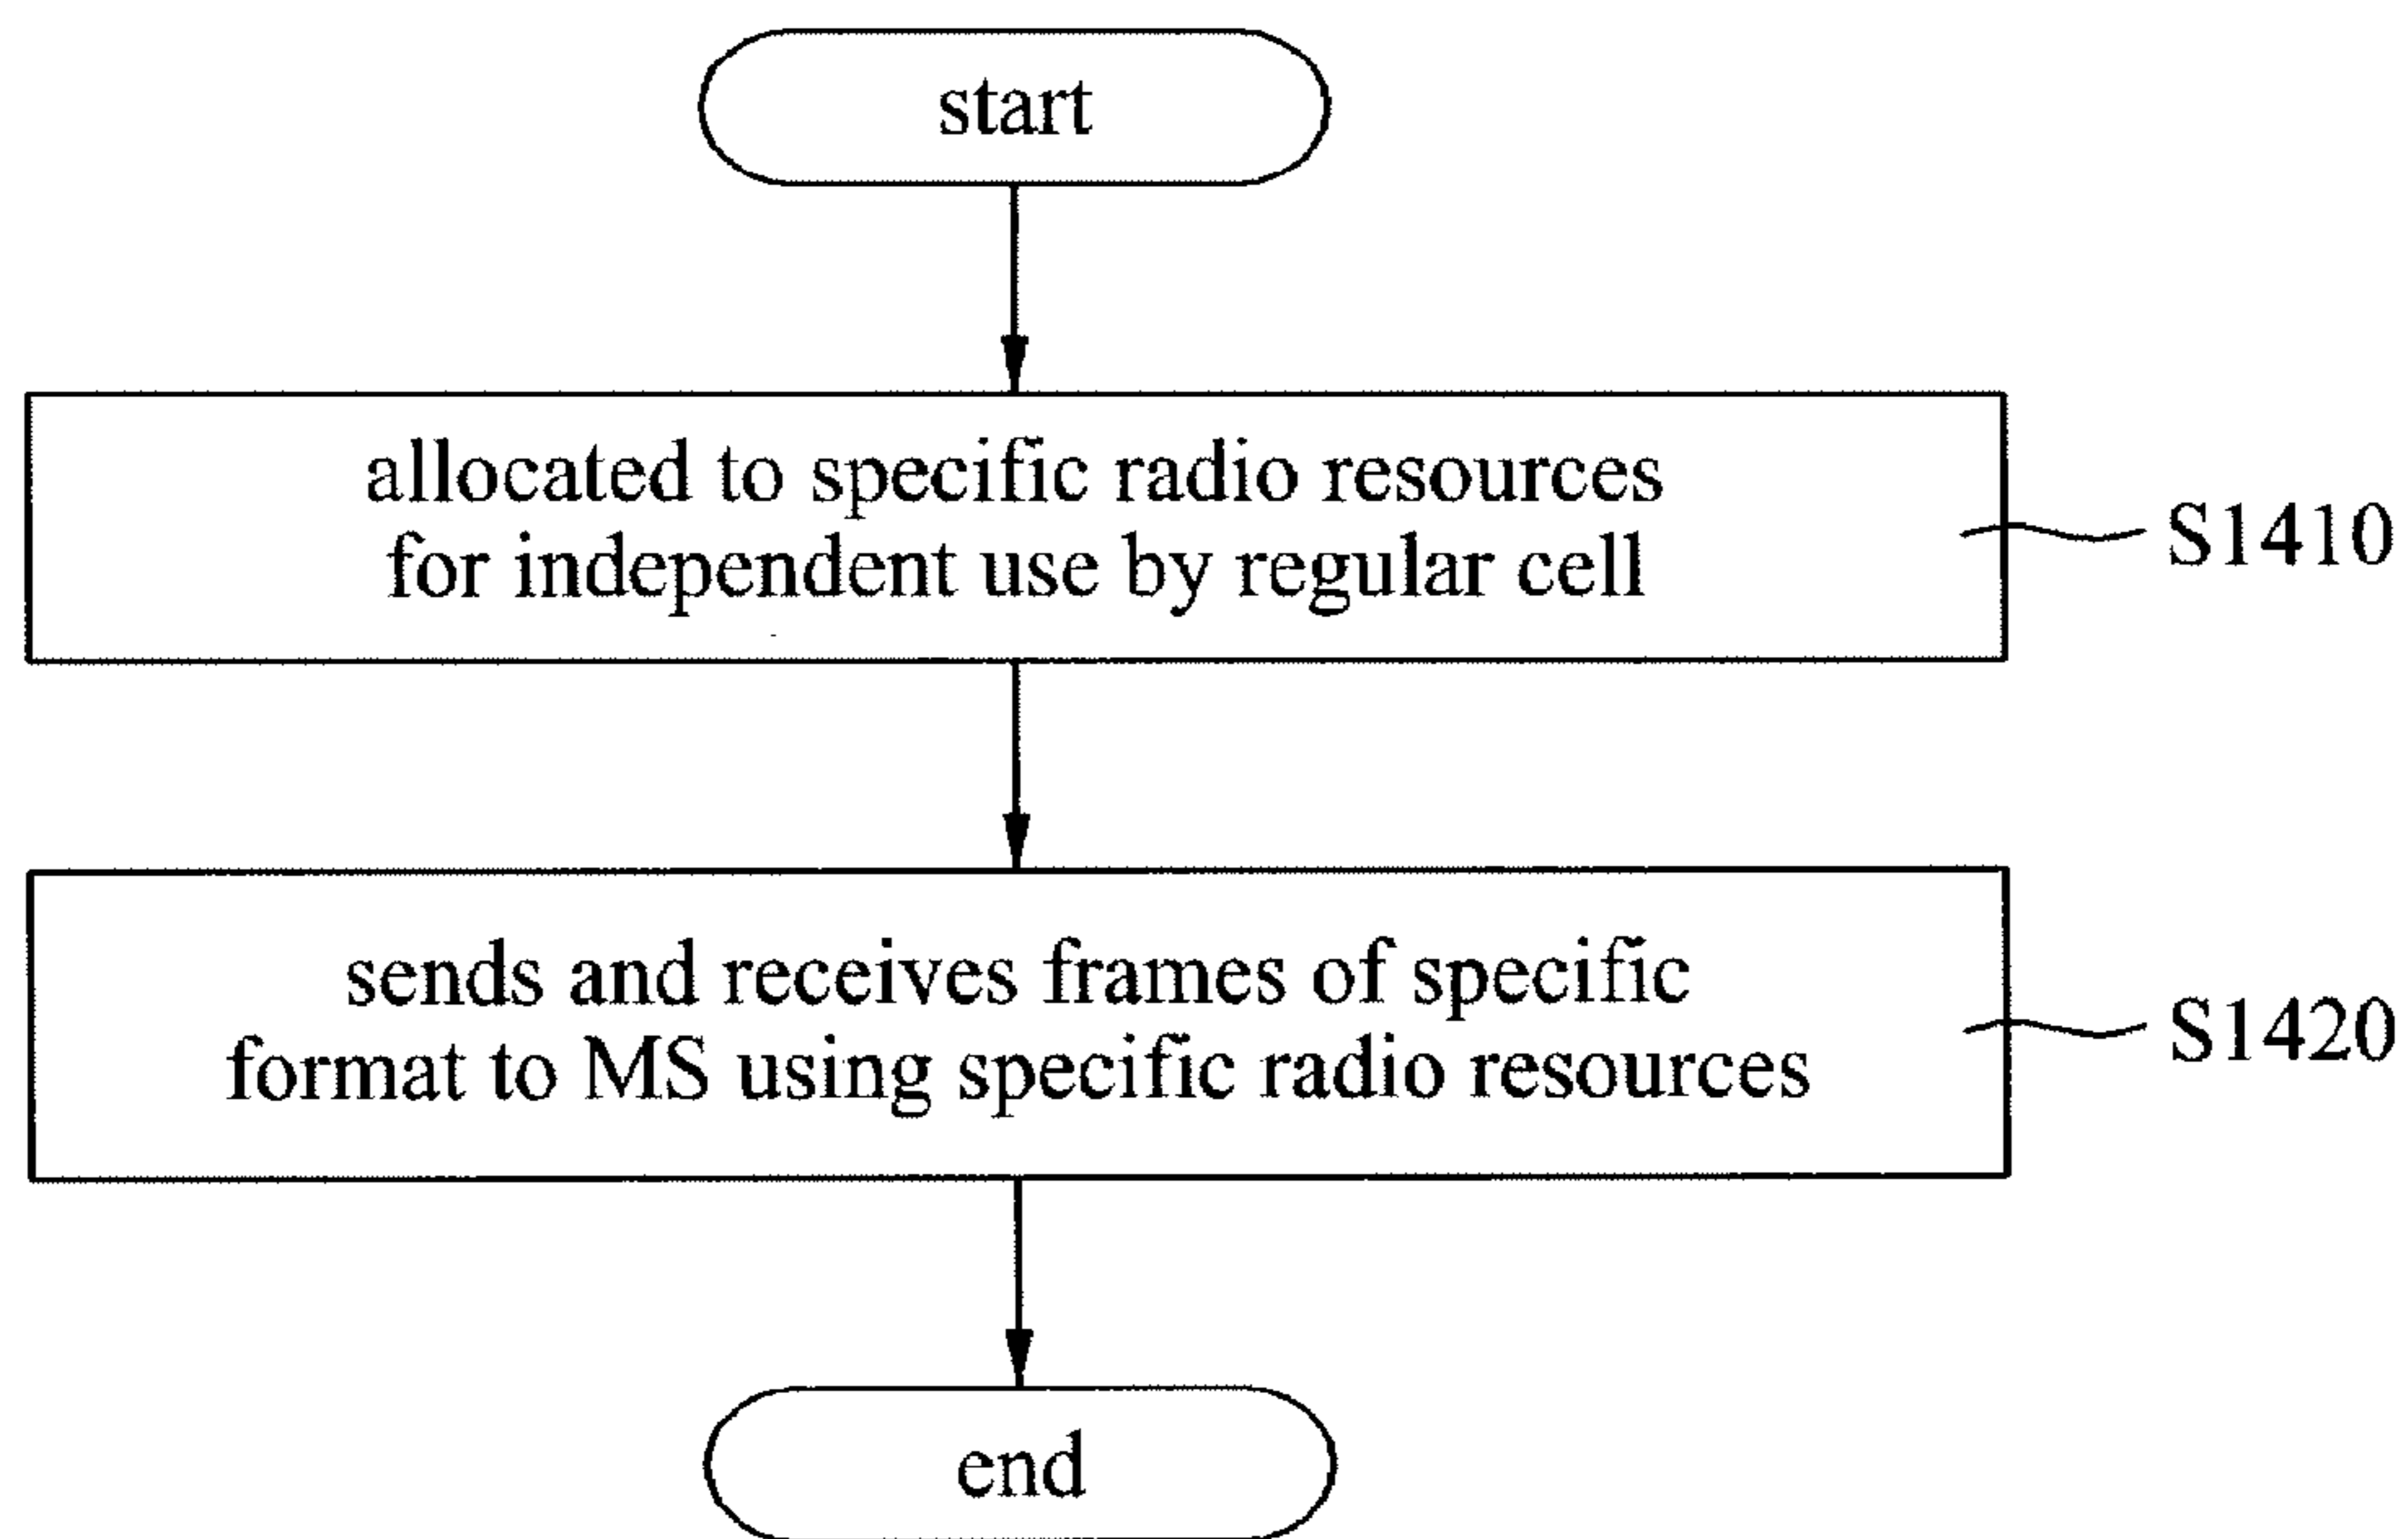 start
allocated to specific radio resources
for independent use by regular cell
S1410
sends and receives frames of specific
format to MS using specific radio resources
S1420
end